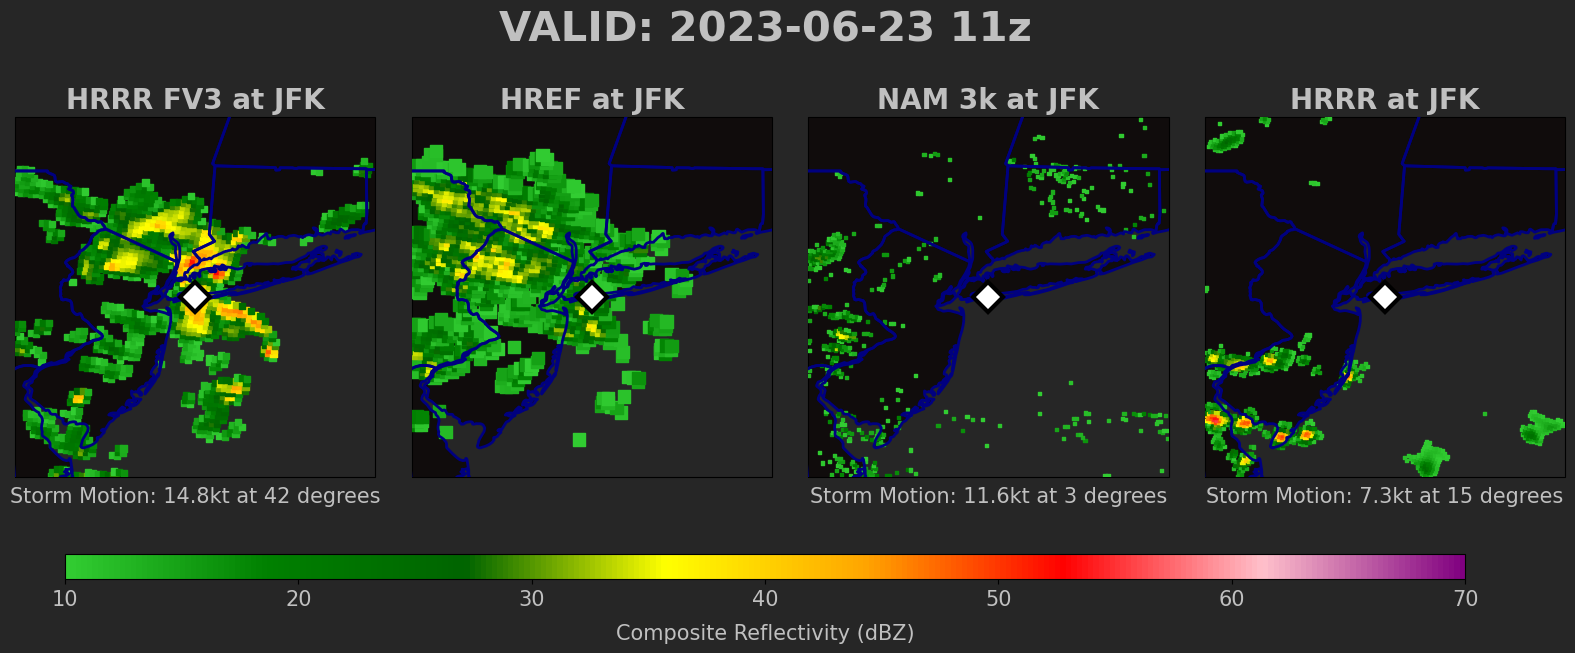 VALID: 2023-06-23 11z
HRRR FV3 at JFK
HREF at JFK
NAM 3k at JFK
HRRR at JFK
Storm Motion: 14.8kt at 42 degrees
Storm Motion: 11.6kt at 3 degrees
Storm Motion: 7.3kt at 15 degrees
10 20 30 40 50 60 70
Composite Reflectivity (dBZ)